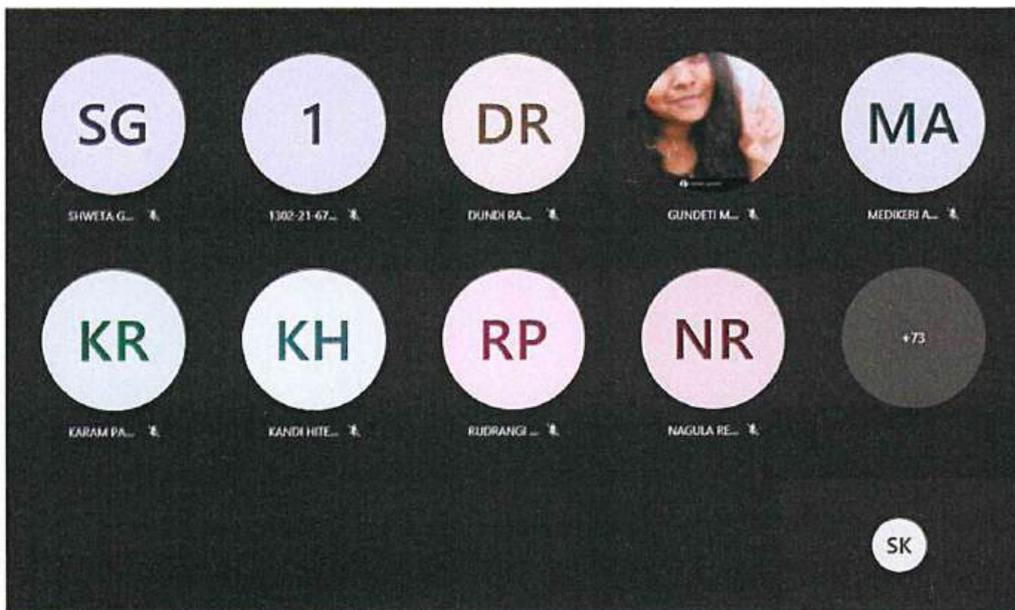 SG
1
DR
MA
SHWETA G...
1302-21-67...
DUNDI RA...
GUNDETI M...
MEDIKERI A...
KR
KH
RP
NR
+73
KARAM PA...
KANDI HITE...
RUDRANGI ...
NAGULA RE...
SK